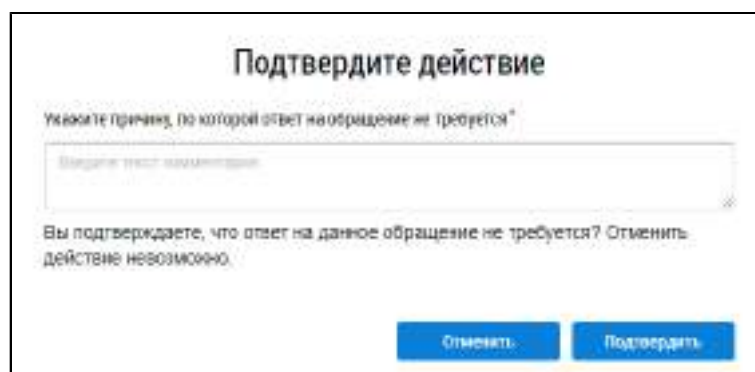 Подтвердите действие
Укажите причину, по которой ответ на обращение не требуется*
Введите текст комментария
Вы подтверждаете, что ответ на данное обращение не требуется? Отменить
действие невозможно.
Отменить
Подтвердить